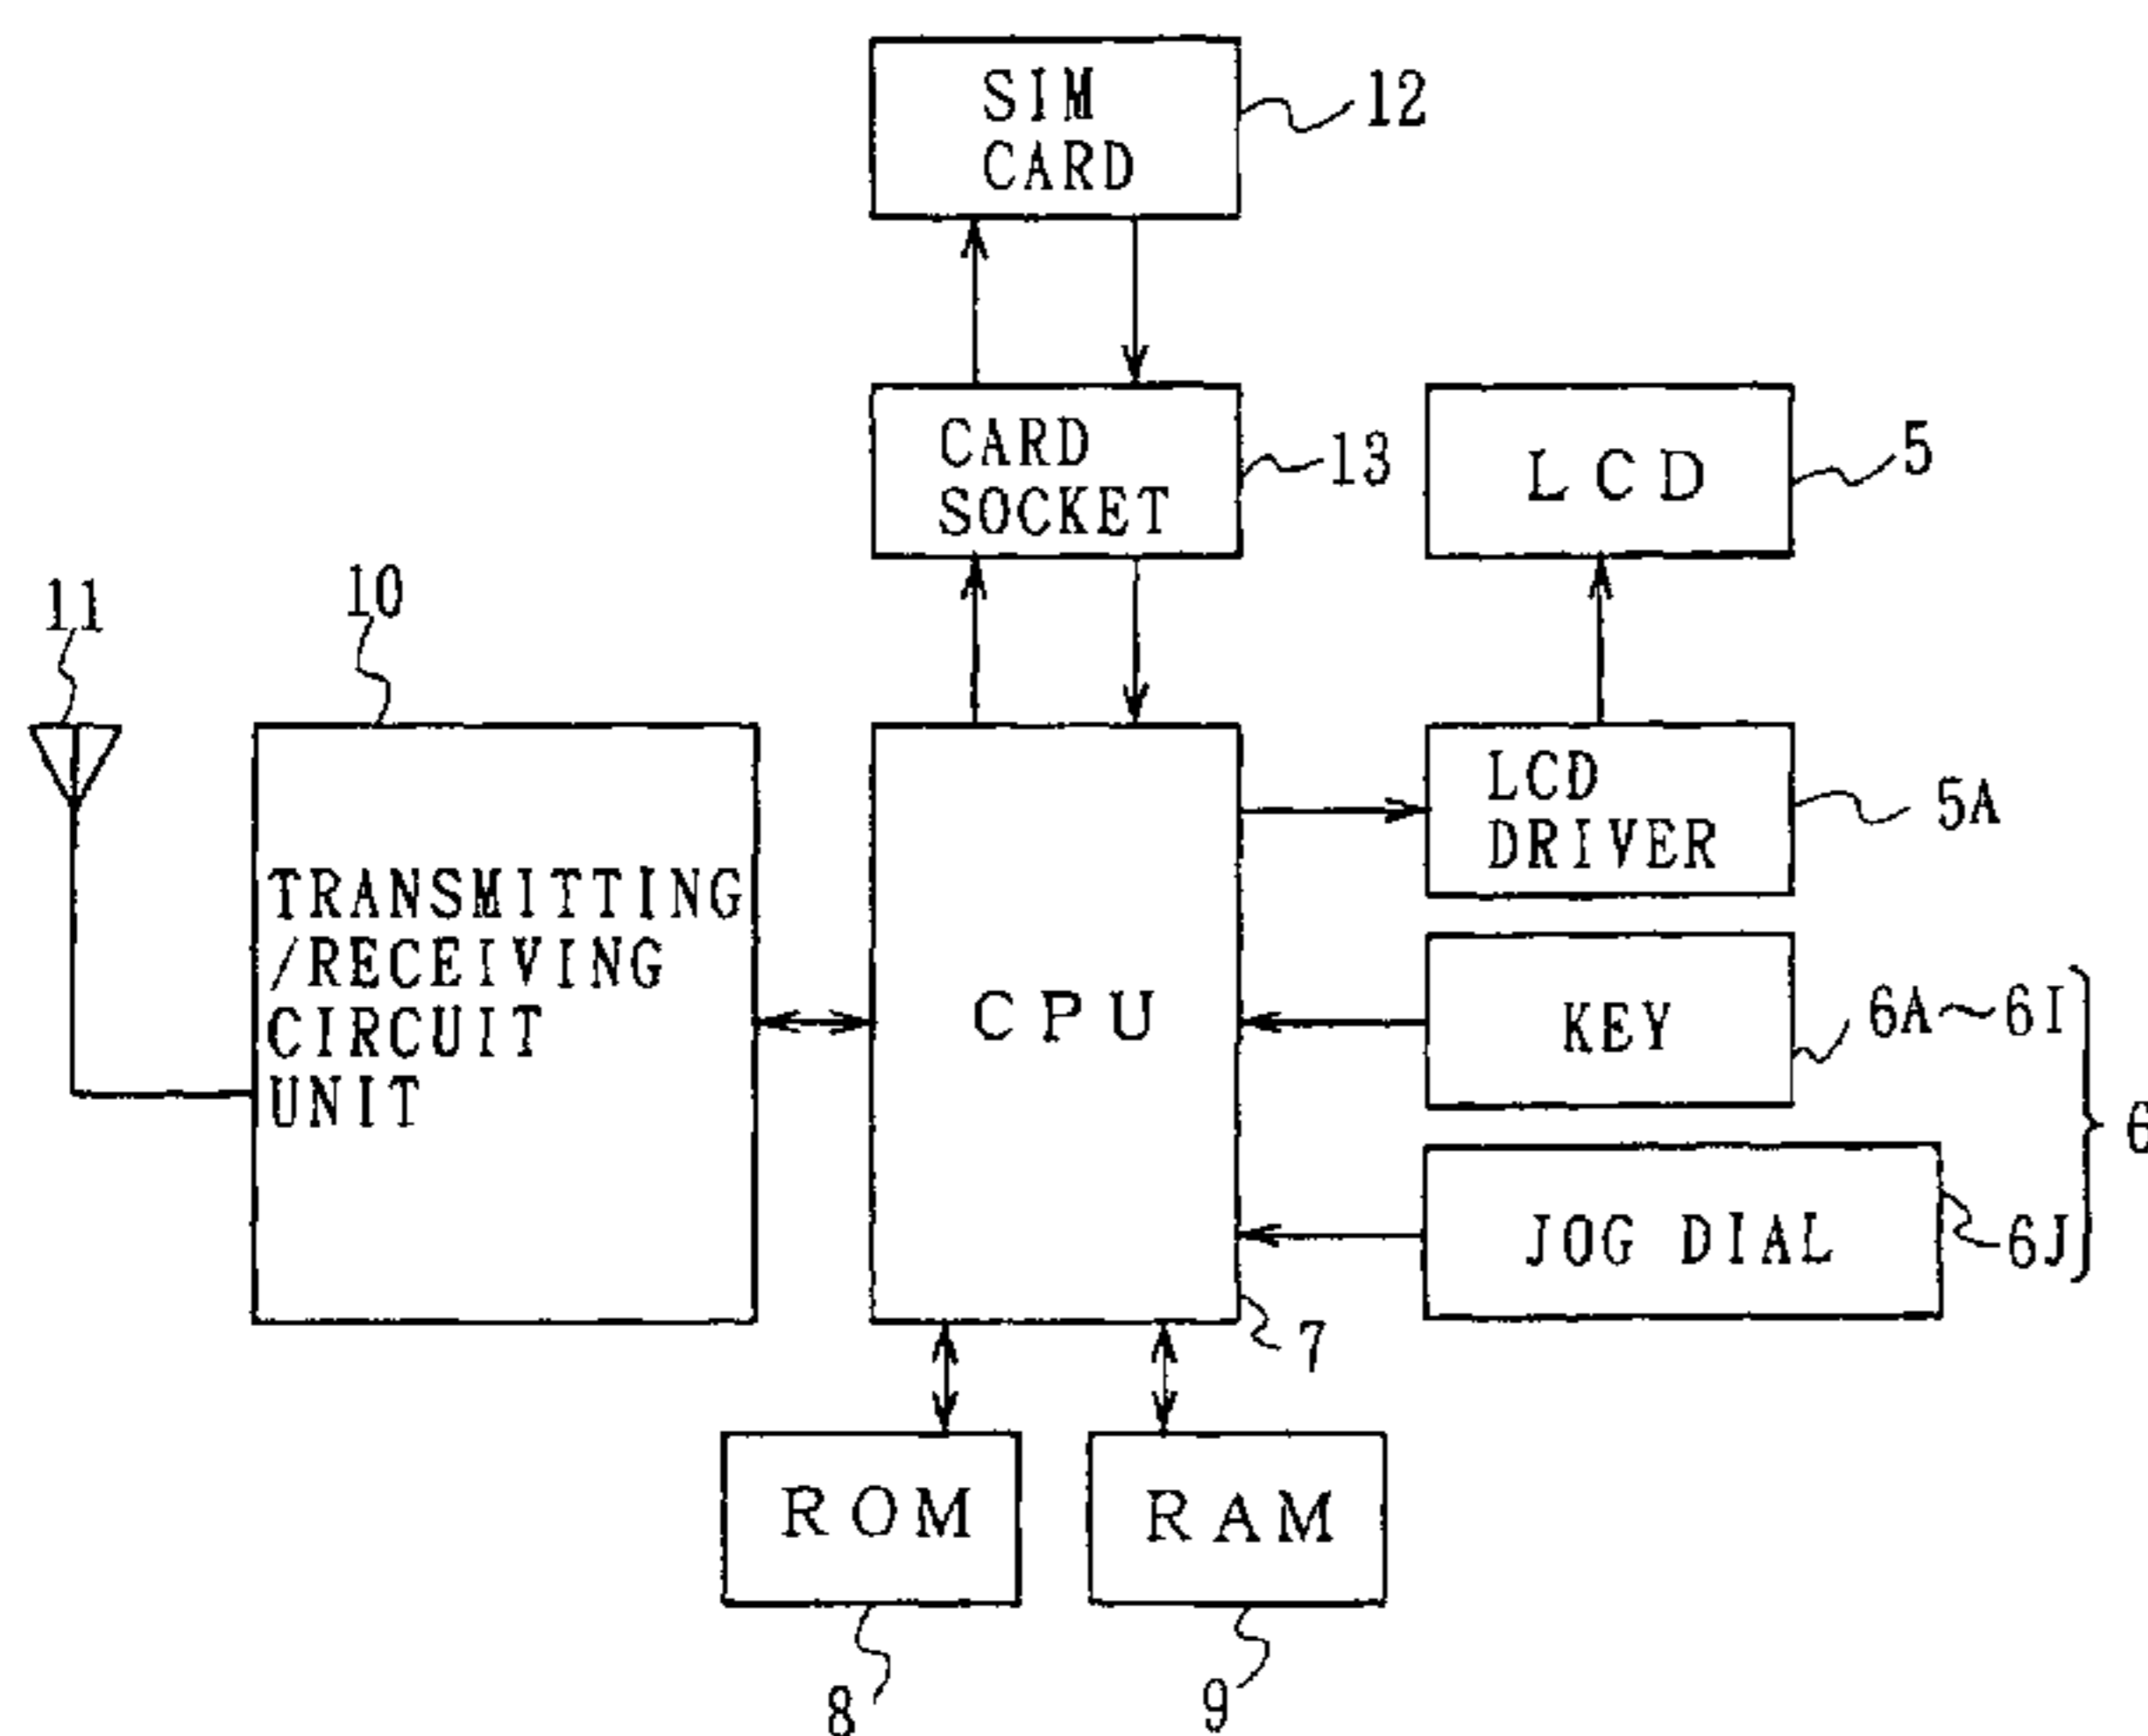 SIM
CARD
12
CARD
SOCKET
13
LCD
5
11
10
TRANSMITTING
/RECEIVING
CIRCUIT
UNIT
CPU
7
LCD
DRIVER
5A
KEY
6A～6I
JOG DIAL
6J
6
ROM
8
RAM
9